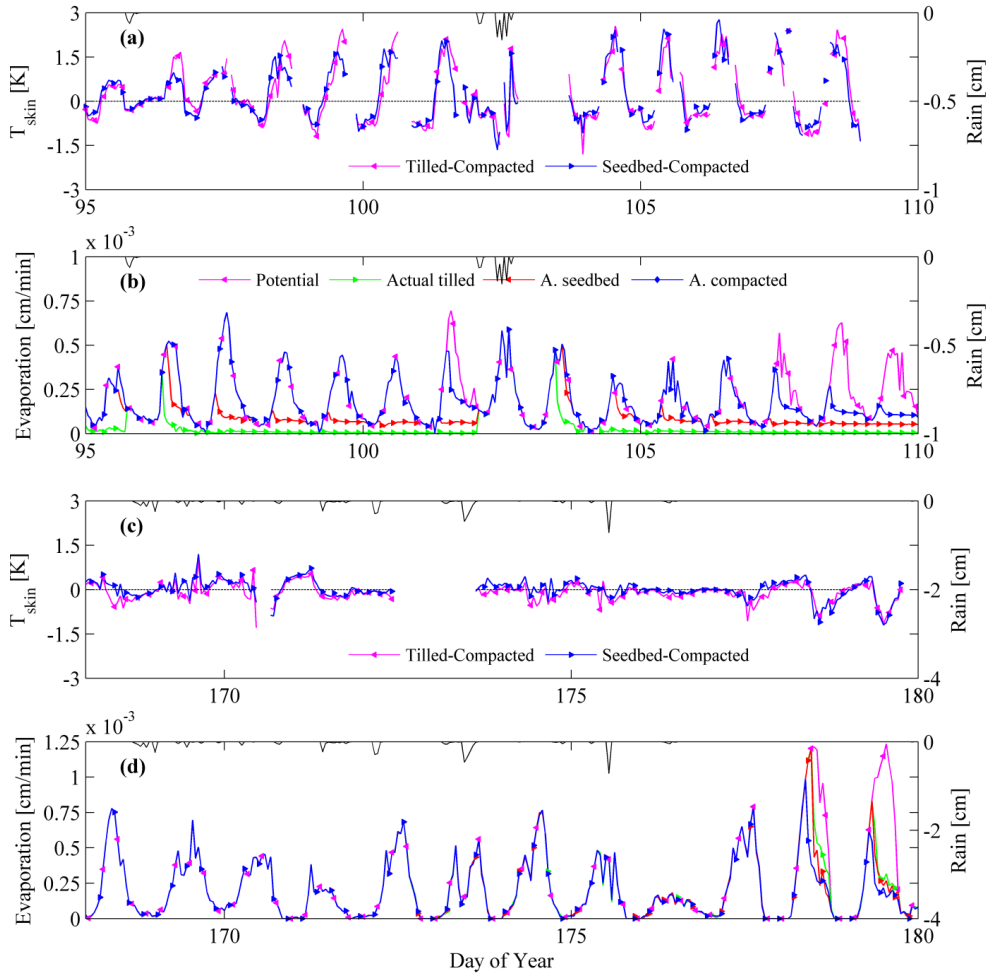 (a)
3
1.5
0
-1.5
-3
T_skin [K]
0
-0.5
-1
Rain [cm]
Tilled-Compacted Seedbed-Compacted
95 100 105 110
x 10^-3
(b)
1
0.75
0.5
0.25
0
Evaporation [cm/min]
0
-0.5
-1
Rain [cm]
Potential Actual tilled A. seedbed A. compacted
95 100 105 110
(c)
3
1.5
0
-1.5
-3
T_skin [K]
0
-1
-2
-3
-4
Rain [cm]
Tilled-Compacted Seedbed-Compacted
170 175 180
x 10^-3
(d)
1.25
1
0.75
0.5
0.25
0
Evaporation [cm/min]
0
-2
-4
Rain [cm]
170 175 180
Day of Year